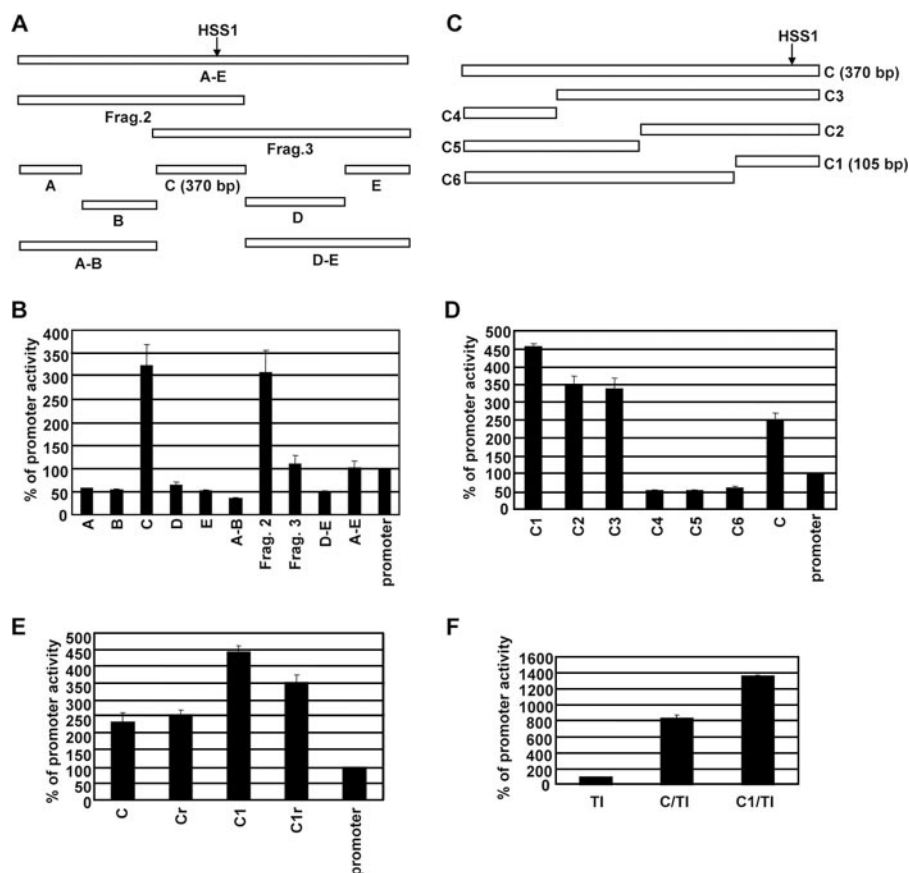 A
HSS1
A-E
Frag.2
Frag.3
A
C (370 bp)
E
B
D
A-B
D-E
C
HSS1
C (370 bp)
C3
C4
C2
C5
C1 (105 bp)
C6
B
% of promoter activity
400
350
300
250
200
150
100
50
0
A
B
C
D
E
A-B
Frag. 2
Frag. 3
D-E
A-E
promoter
D
% of promoter activity
500
450
400
350
300
250
200
150
100
50
0
C1
C2
C3
C4
C5
C6
C
promoter
E
% of promoter activity
500
450
400
350
300
250
200
150
100
50
0
C
Cr
C1
C1r
promoter
F
% of promoter activity
1600
1400
1200
1000
800
600
400
200
0
TI
C/TI
C1/TI